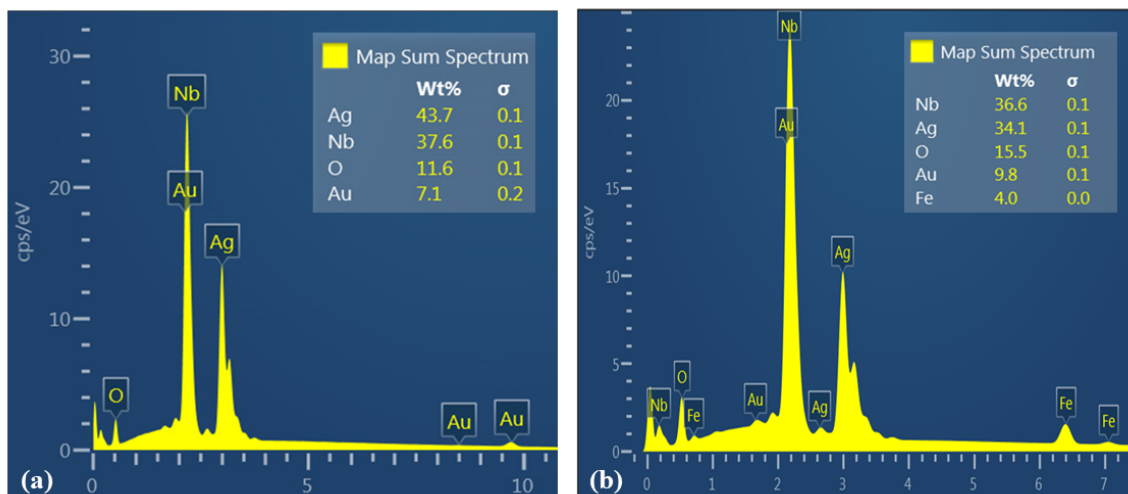 Map Sum Spectrum
Wt% σ
Ag 43.7 0.1
Nb 37.6 0.1
O 11.6 0.1
Au 7.1 0.2
30
20
10
0
cps/eV
Nb
Au
Ag
O
Au
Au
0 5 10
(a)
Map Sum Spectrum
Wt% σ
Nb 36.6 0.1
Ag 34.1 0.1
O 15.5 0.1
Au 9.8 0.1
Fe 4.0 0.0
20
15
10
5
0
cps/eV
Nb
Au
Ag
O
Nb
Fe
Au
Ag
Fe
Fe
0 1 2 3 4 5 6 7
(b)